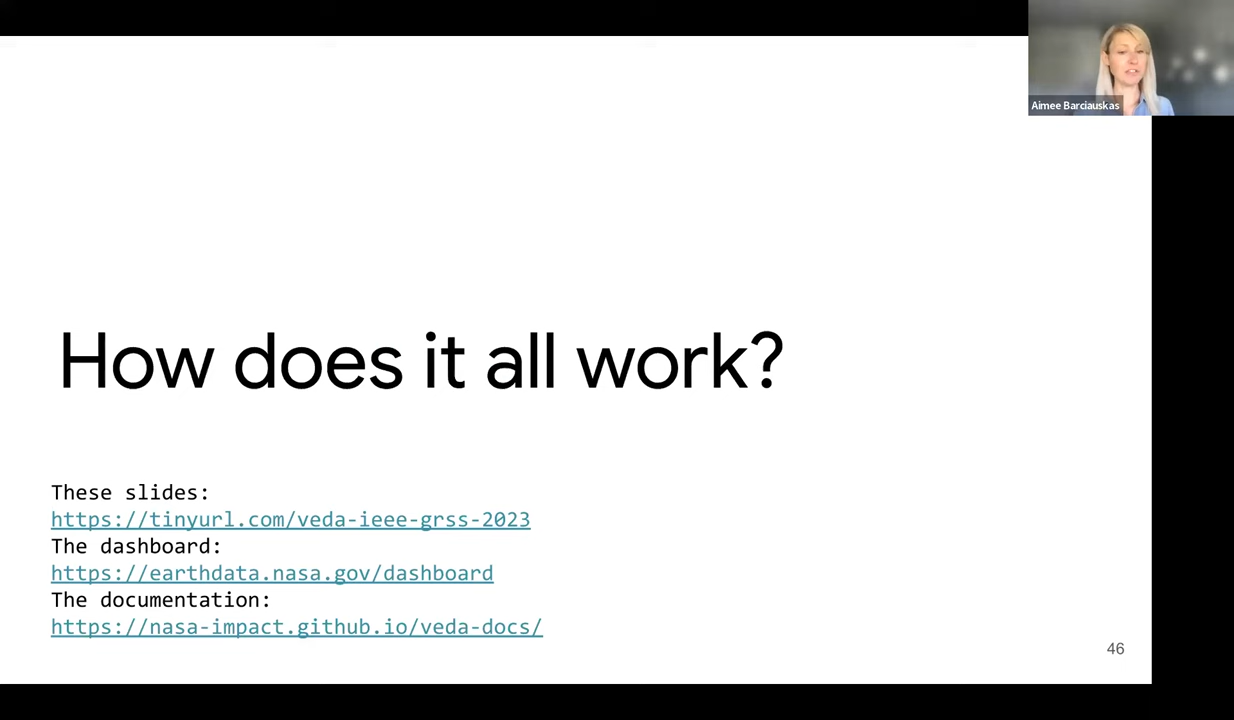 Aimee Barciauskas
How does it all work?
These slides:
https://tinyurl.com/veda-ieee-grss-2023
The dashboard:
https://earthdata.nasa.gov/dashboard
The documentation:
https://nasa-impact.github.io/veda-docs/
46